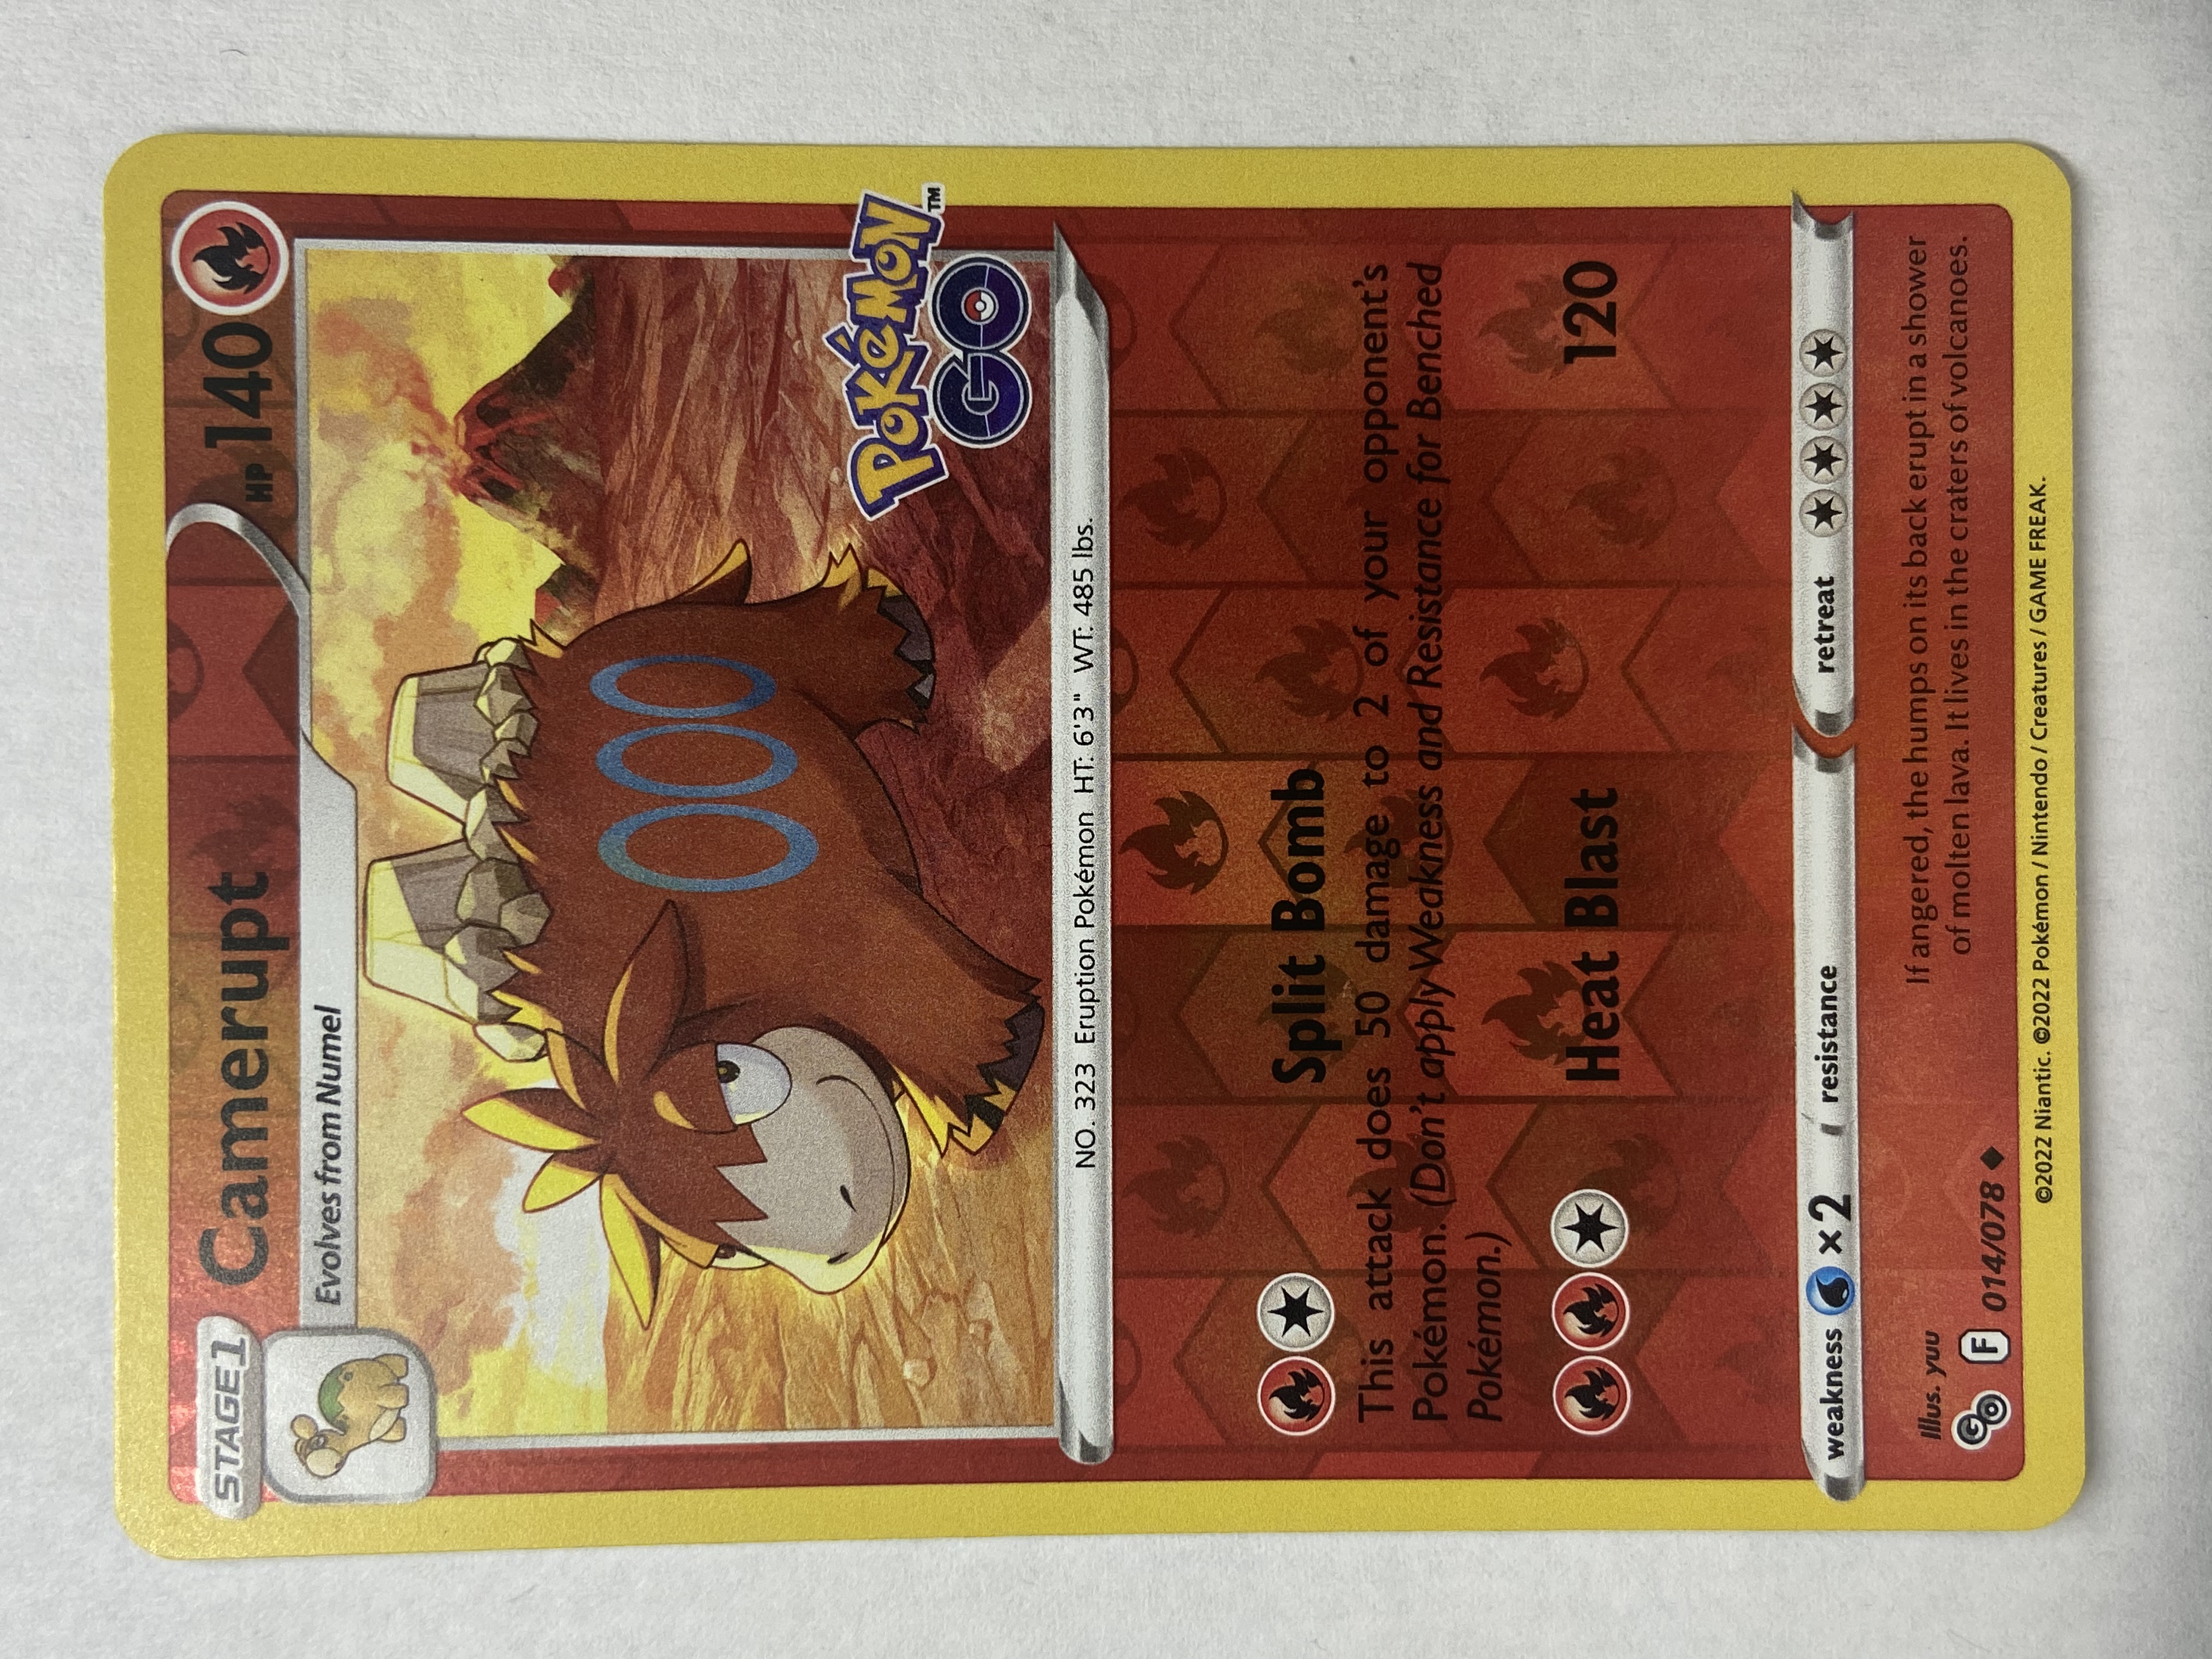 STAGE 1
Camerupt
HP 140
Evolves from Numel
Pokémon
GO
TM
NO. 323 Eruption Pokémon HT: 6'3" WT: 485 lbs.
Split Bomb
This attack does 50 damage to 2 of your opponent's
Pokémon. (Don't apply Weakness and Resistance for Benched
Pokémon.)
Heat Blast 120
weakness ×2 resistance retreat
Illus. yuu
If angered, the humps on its back erupt in a shower
of molten lava. It lives in the craters of volcanoes.
GO F 014/078 ◆
©2022 Niantic. ©2022 Pokémon / Nintendo / Creatures / GAME FREAK.